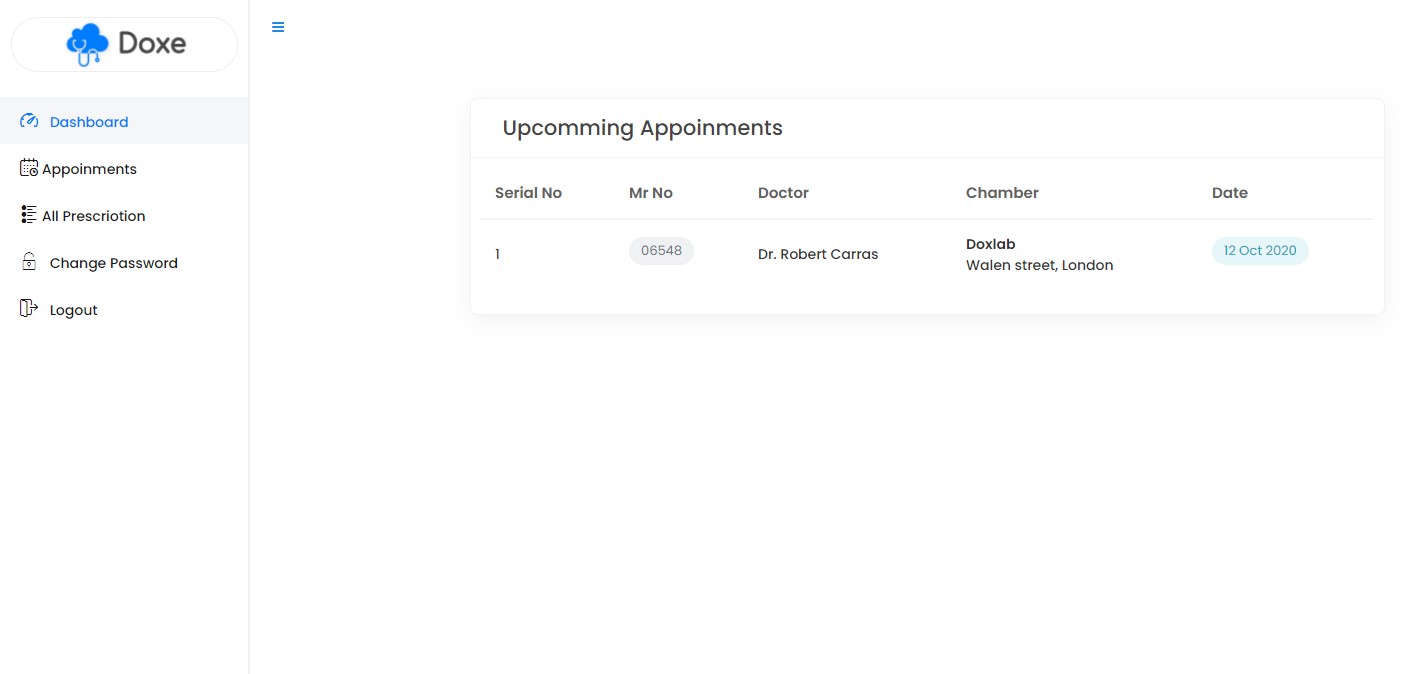 Doxe
Dashboard
Appoinments
All Prescriotion
Change Password
Logout
Upcomming Appoinments
Serial No Mr No Doctor Chamber Date
1 06548 Dr. Robert Carras Doxlab 12 Oct 2020
Walen street, London